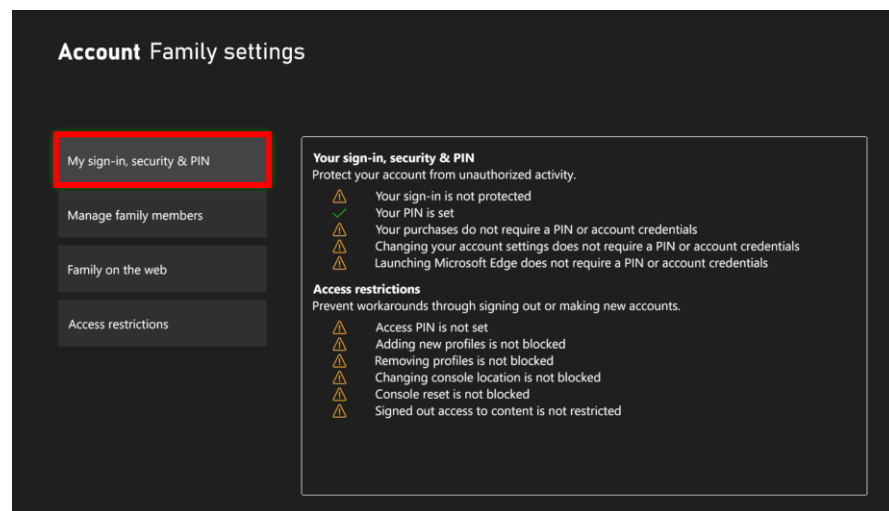 Account Family settings
My sign-in, security & PIN
Manage family members
Family on the web
Access restrictions
Your sign-in, security & PIN
Protect your account from unauthorized activity.
Your sign-in is not protected
Your PIN is set
Your purchases do not require a PIN or account credentials
Changing your account settings does not require a PIN or account credentials
Launching Microsoft Edge does not require a PIN or account credentials
Access restrictions
Prevent workarounds through signing out or making new accounts.
Access PIN is not set
Adding new profiles is not blocked
Removing profiles is not blocked
Changing console location is not blocked
Console reset is not blocked
Signed out access to content is not restricted